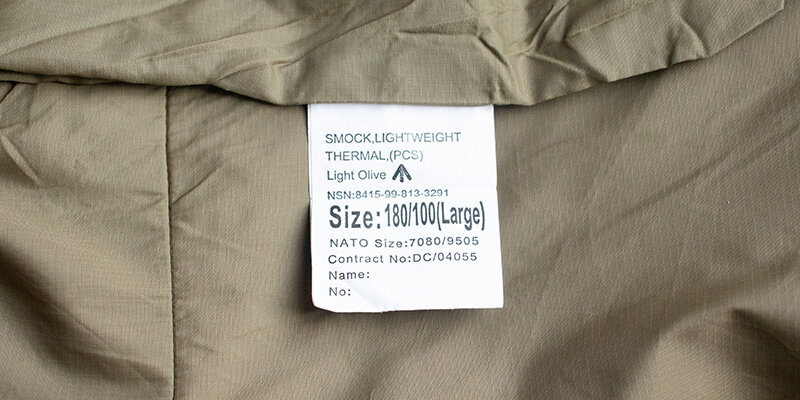 SMOCK,LIGHTWEIGHT
THERMAL,(PCS)
Light Olive
NSN:8415-99-813-3291
Size:180/100(Large)
NATO Size:7080/9505
Contract No:DC/04055
Name:
No: